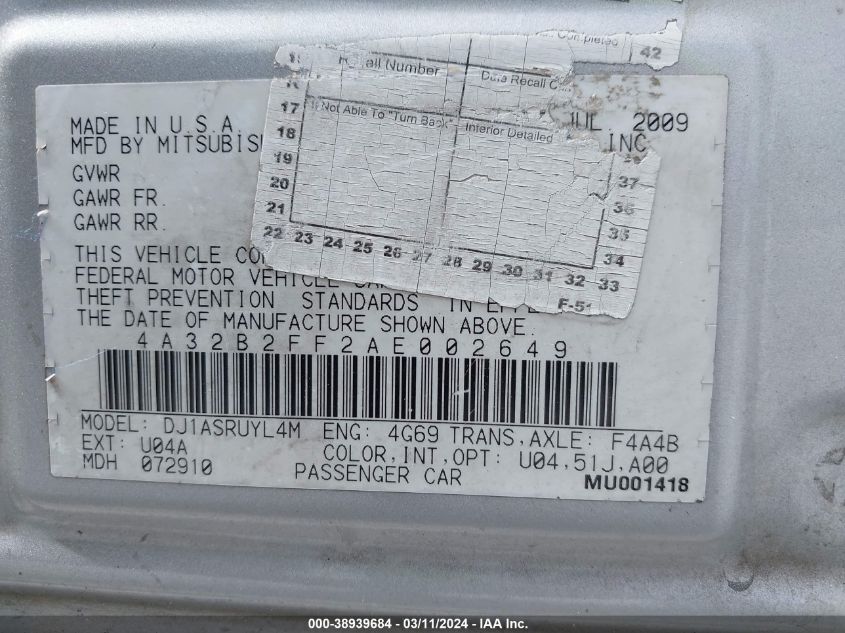 Completed
42
all Number
Date Recall C
17
Not Able To "Turn Back"
Interior Detailed
JUL 2009
MADE IN U.S.A.
MFD BY MITSUBIS
INC
18
19
20
21
37
36
35
34
GVWR
GAWR FR.
GAWR RR.
22 23 24 25 26 27 28 29 30 31 32 33
F-51
THIS VEHICLE CO
FEDERAL MOTOR VEHICLE
THEFT PREVENTION STANDARDS IN EFFE
THE DATE OF MANUFACTURE SHOWN ABOVE.
4A32B2FF2AE002649
MODEL: DJ1ASRUYL4M ENG: 4G69 TRANS,AXLE: F4A4B
EXT: U04A COLOR,INT,OPT: U04,51J,A00
MDH 072910 PASSENGER CAR
MU001418
000-38939684 - 03/11/2024 - IAA Inc.